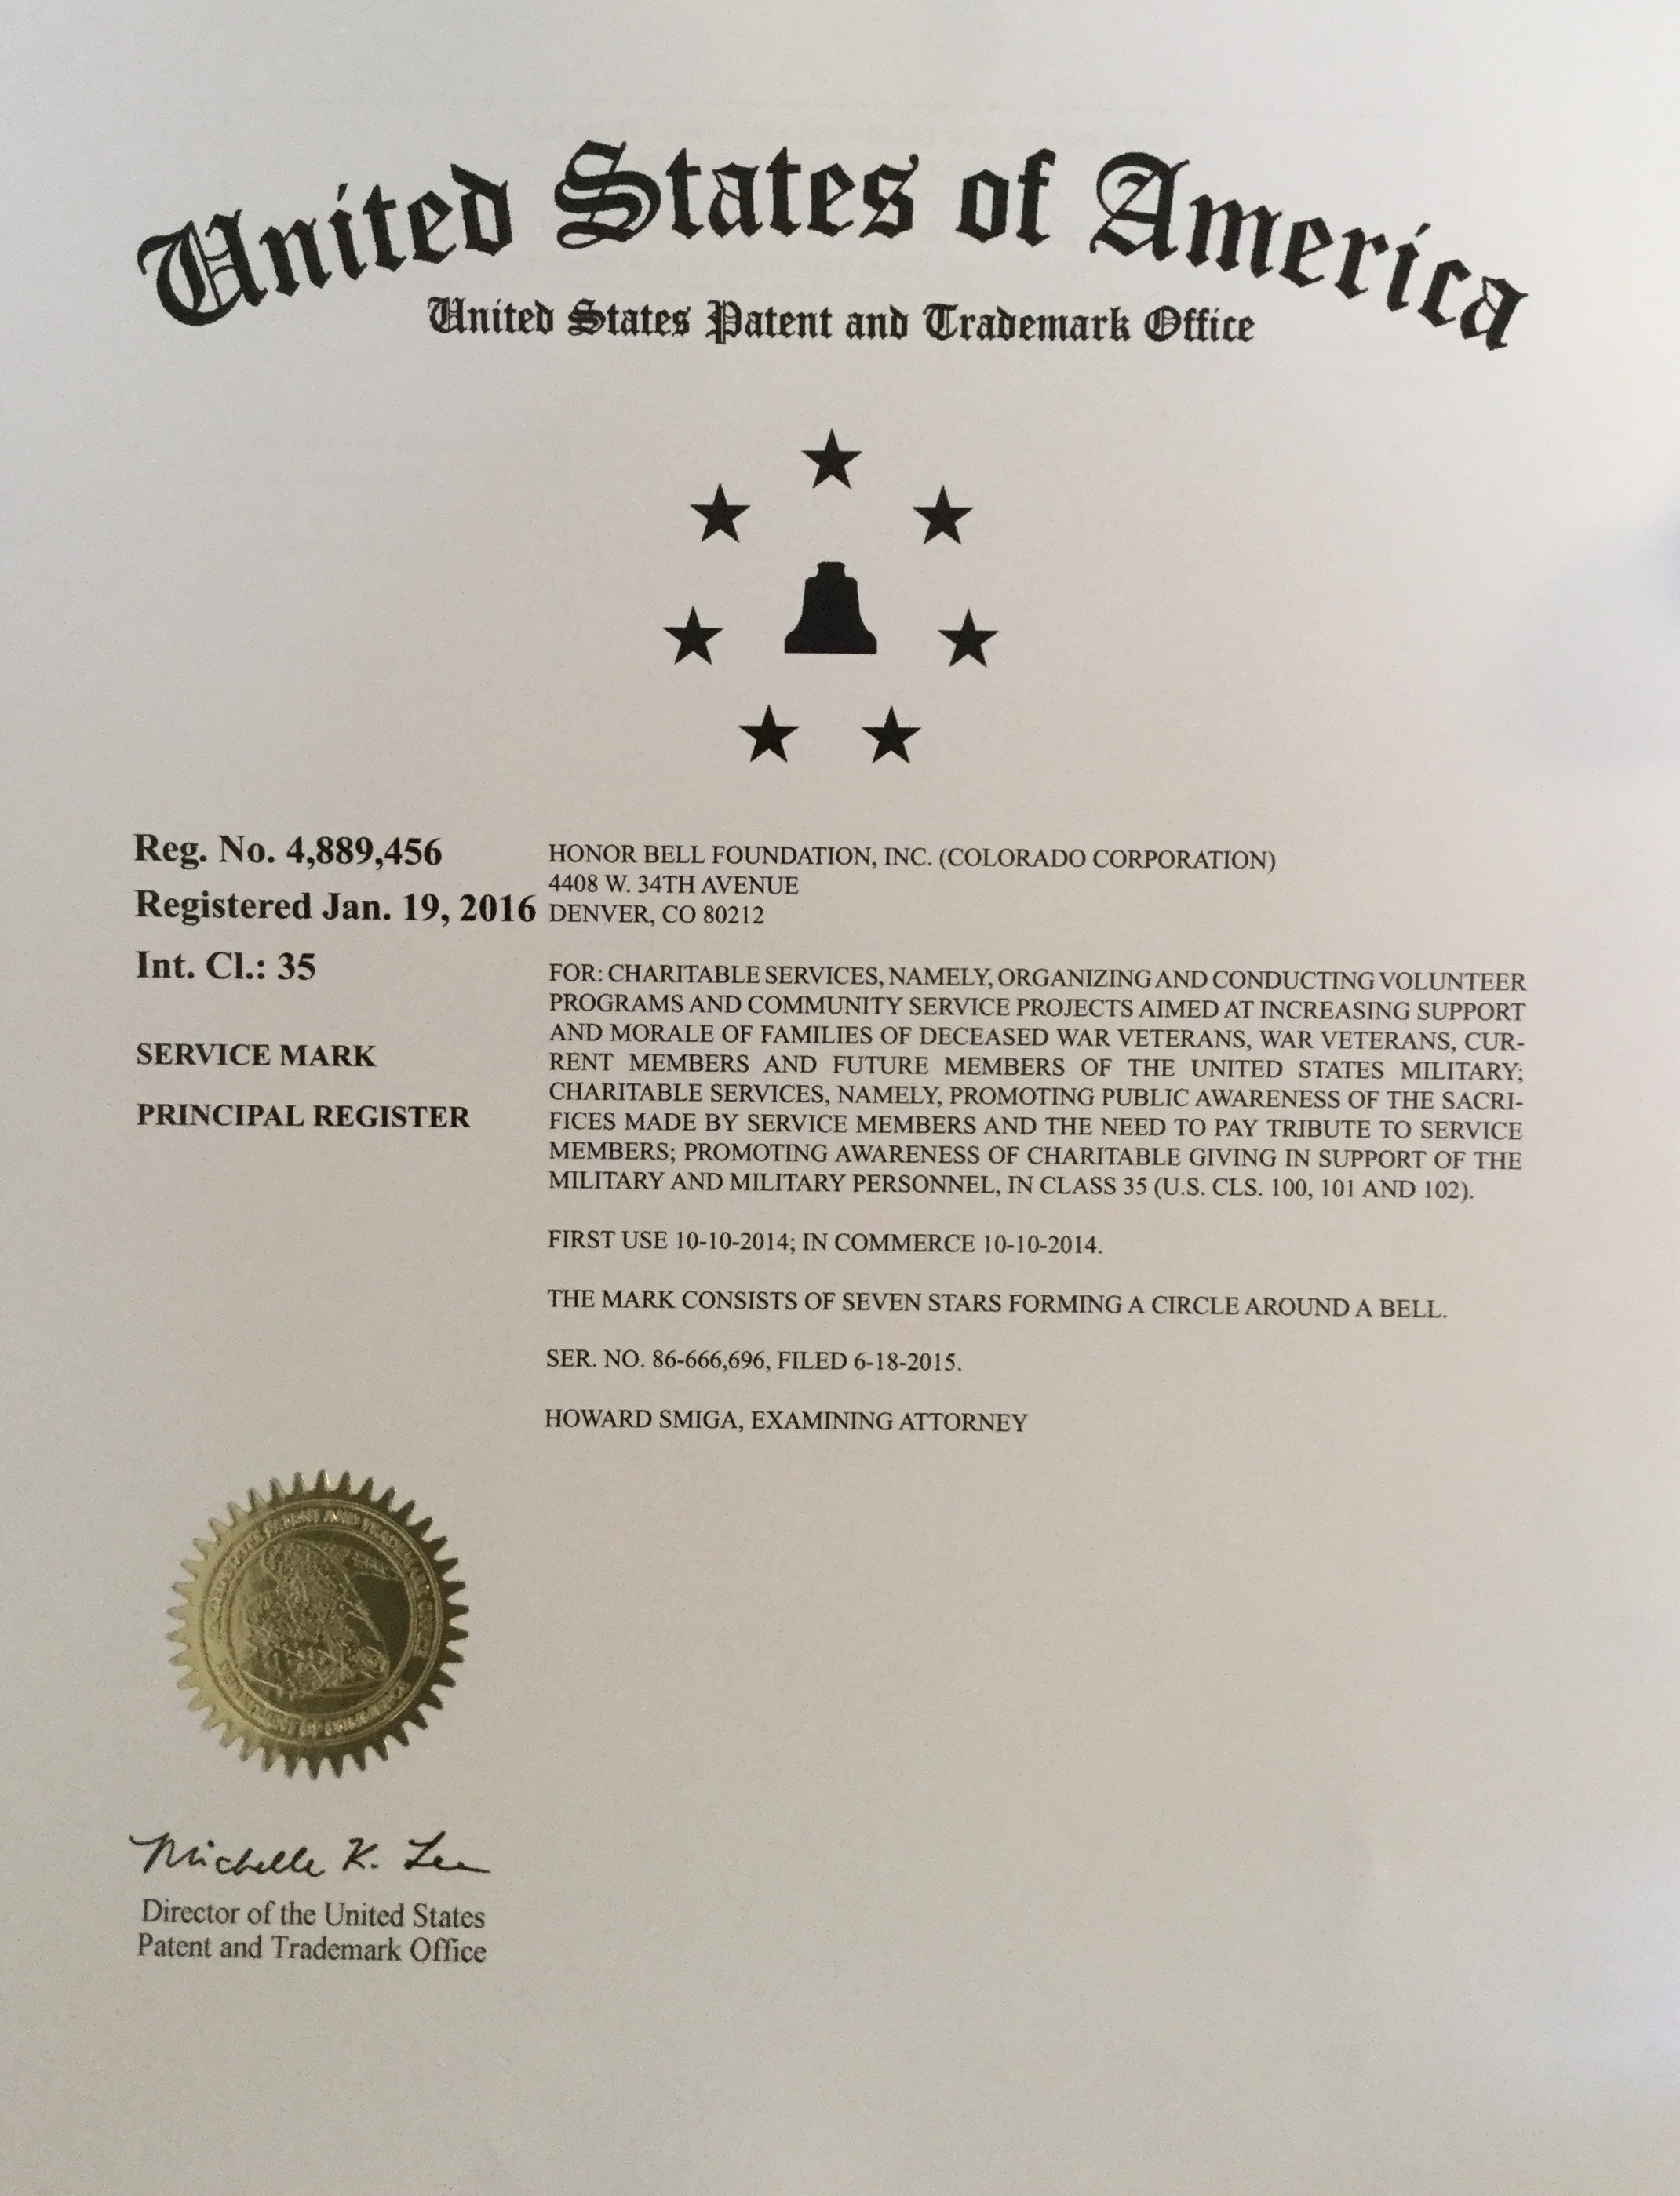 United States of America
United States Patent and Trademark Office
Reg. No. 4,889,456
Registered Jan. 19, 2016
Int. Cl.: 35
SERVICE MARK
PRINCIPAL REGISTER
HONOR BELL FOUNDATION, INC. (COLORADO CORPORATION)
4408 W. 34TH AVENUE
DENVER, CO 80212
FOR: CHARITABLE SERVICES, NAMELY, ORGANIZING AND CONDUCTING VOLUNTEER
PROGRAMS AND COMMUNITY SERVICE PROJECTS AIMED AT INCREASING SUPPORT
AND MORALE OF FAMILIES OF DECEASED WAR VETERANS, WAR VETERANS, CUR-
RENT MEMBERS AND FUTURE MEMBERS OF THE UNITED STATES MILITARY;
CHARITABLE SERVICES, NAMELY, PROMOTING PUBLIC AWARENESS OF THE SACRI-
FICES MADE BY SERVICE MEMBERS AND THE NEED TO PAY TRIBUTE TO SERVICE
MEMBERS; PROMOTING AWARENESS OF CHARITABLE GIVING IN SUPPORT OF THE
MILITARY AND MILITARY PERSONNEL, IN CLASS 35 (U.S. CLS. 100, 101 AND 102).
FIRST USE 10-10-2014; IN COMMERCE 10-10-2014.
THE MARK CONSISTS OF SEVEN STARS FORMING A CIRCLE AROUND A BELL.
SER. NO. 86-666,696, FILED 6-18-2015.
HOWARD SMIGA, EXAMINING ATTORNEY
PATENT AND TRADEMARK OFFICE
DEPARTMENT OF COMMERCE
Michelle K. Lee
Director of the United States
Patent and Trademark Office